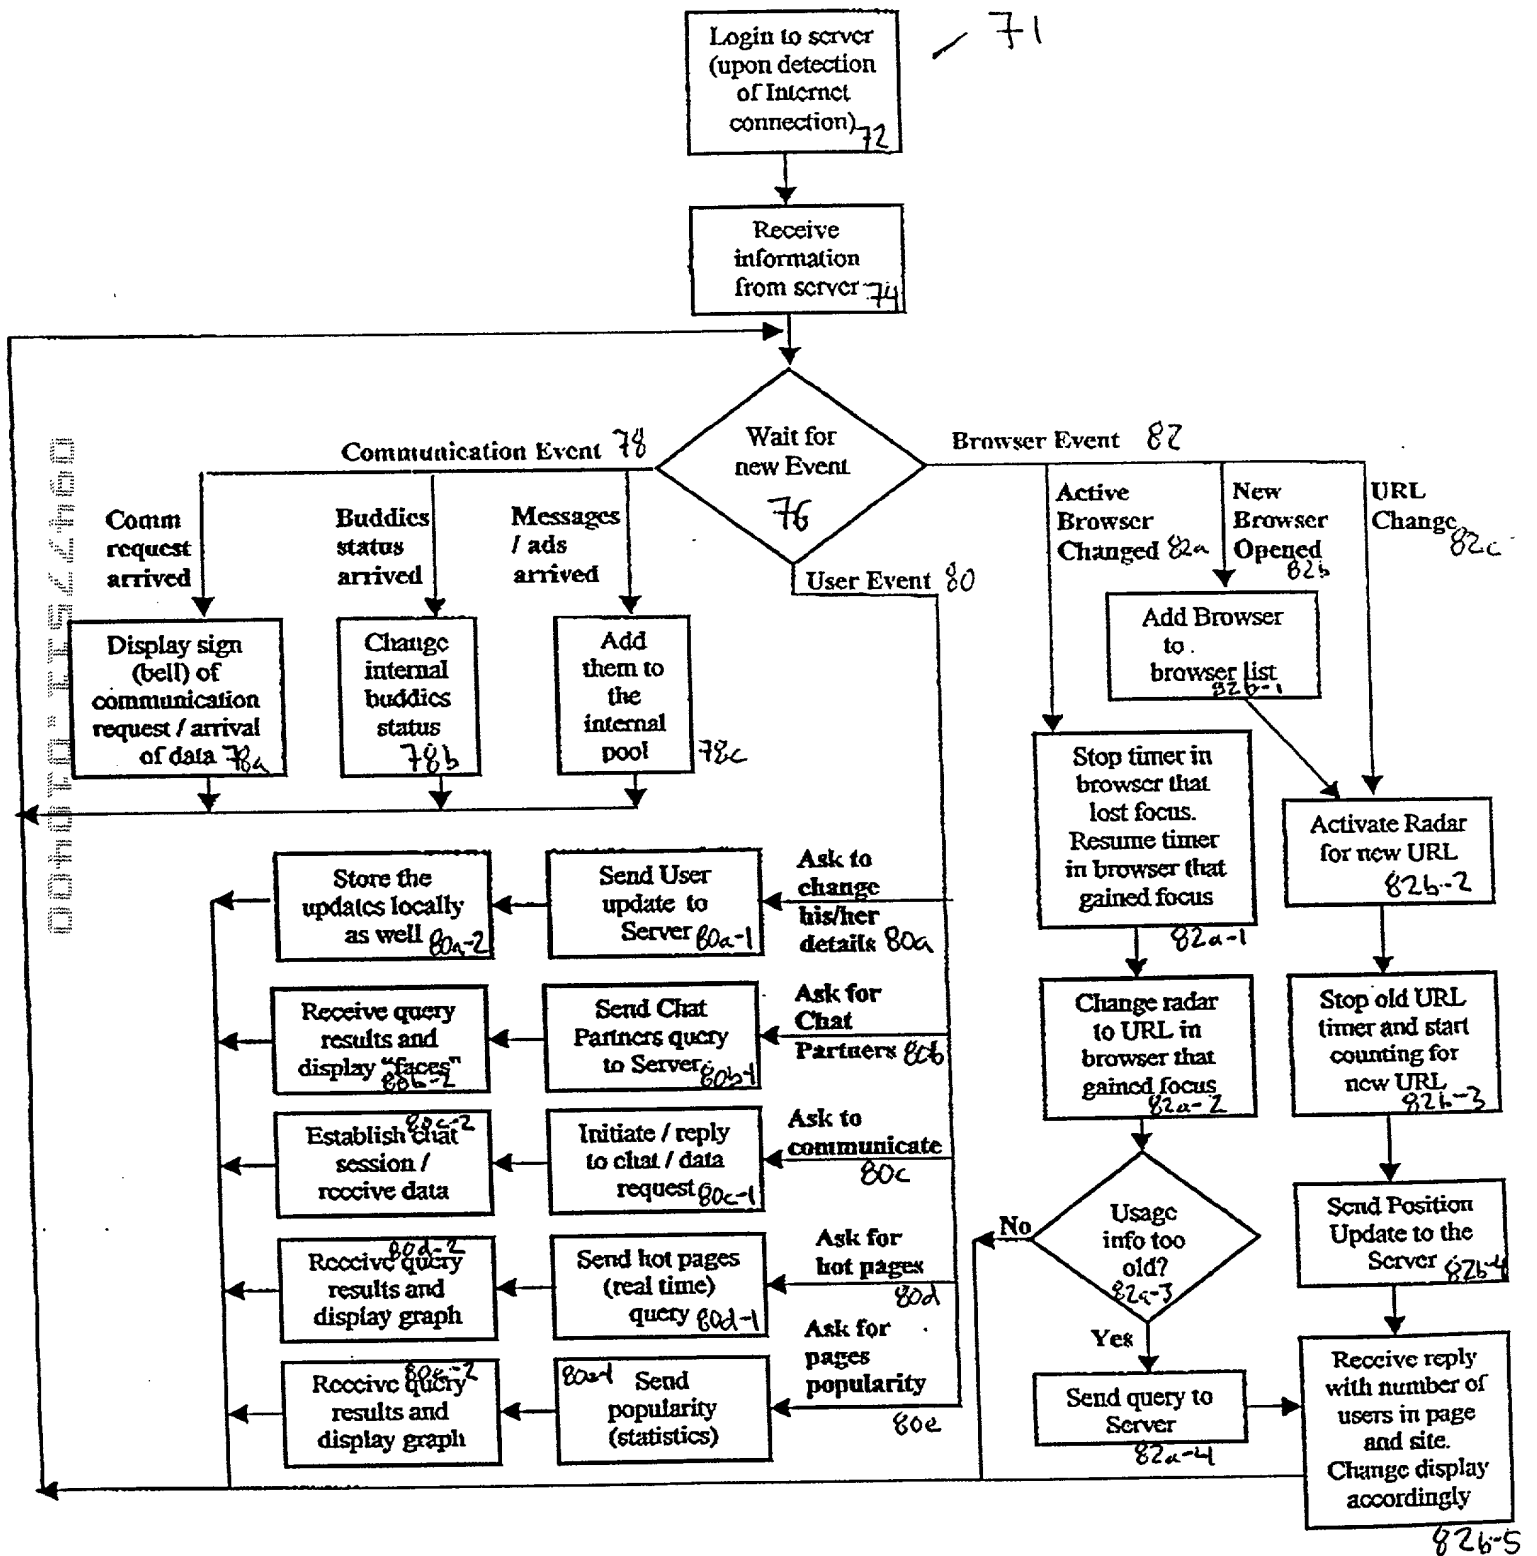 Login to server
(upon detection
of Internet
connection)
72
71
Receive
information
from server
74
Wait for
new Event
76
Communication Event 78
Comm
request
arrived
Buddies
status
arrived
Messages
/ ads
arrived
Display sign
(bell) of
communication
request / arrival
of data 78a
Change
internal
buddies
status
78b
Add
them to
the
internal
pool
78c
User Event 80
Ask to
change
his/her
details 80a
Send User
update to
Server 80a-1
Store the
updates locally
as well 80a-2
Ask for
Chat
Partners 80b
Send Chat
Partners query
to Server 80b-1
Receive query
results and
display "faces"
80b-2
Ask to
communicate
80c
Initiate / reply
to chat / data
request 80c-1
80c-2
Establish chat
session /
receive data
Ask for
hot pages
80d
Send hot pages
(real time)
query 80d-1
80d-2
Receive query
results and
display graph
Ask for
pages
popularity
80e
80e-1
Send
popularity
(statistics)
80e-2
Receive query
results and
display graph
Browser Event 82
Active
Browser
Changed 82a
New
Browser
Opened
82b
URL
Change
82c
Add Browser
to
browser list
82b-1
Stop timer in
browser that
lost focus.
Resume timer
in browser that
gained focus
82a-1
Change radar
to URL in
browser that
gained focus
82a-2
Usage
info too
old?
82a-3
No
Yes
Send query to
Server
82a-4
Activate Radar
for new URL
82b-2
Stop old URL
timer and start
counting for
new URL
82b-3
Send Position
Update to the
Server 82b-4
Receive reply
with number of
users in page
and site.
Change display
accordingly
82b-5